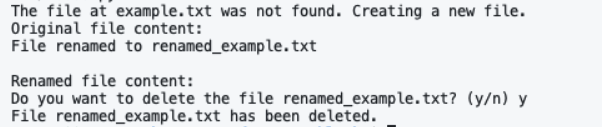 The file at example.txt was not found. Creating a new file.
Original file content:
File renamed to renamed_example.txt

Renamed file content:
Do you want to delete the file renamed_example.txt? (y/n) y
File renamed_example.txt has been deleted.